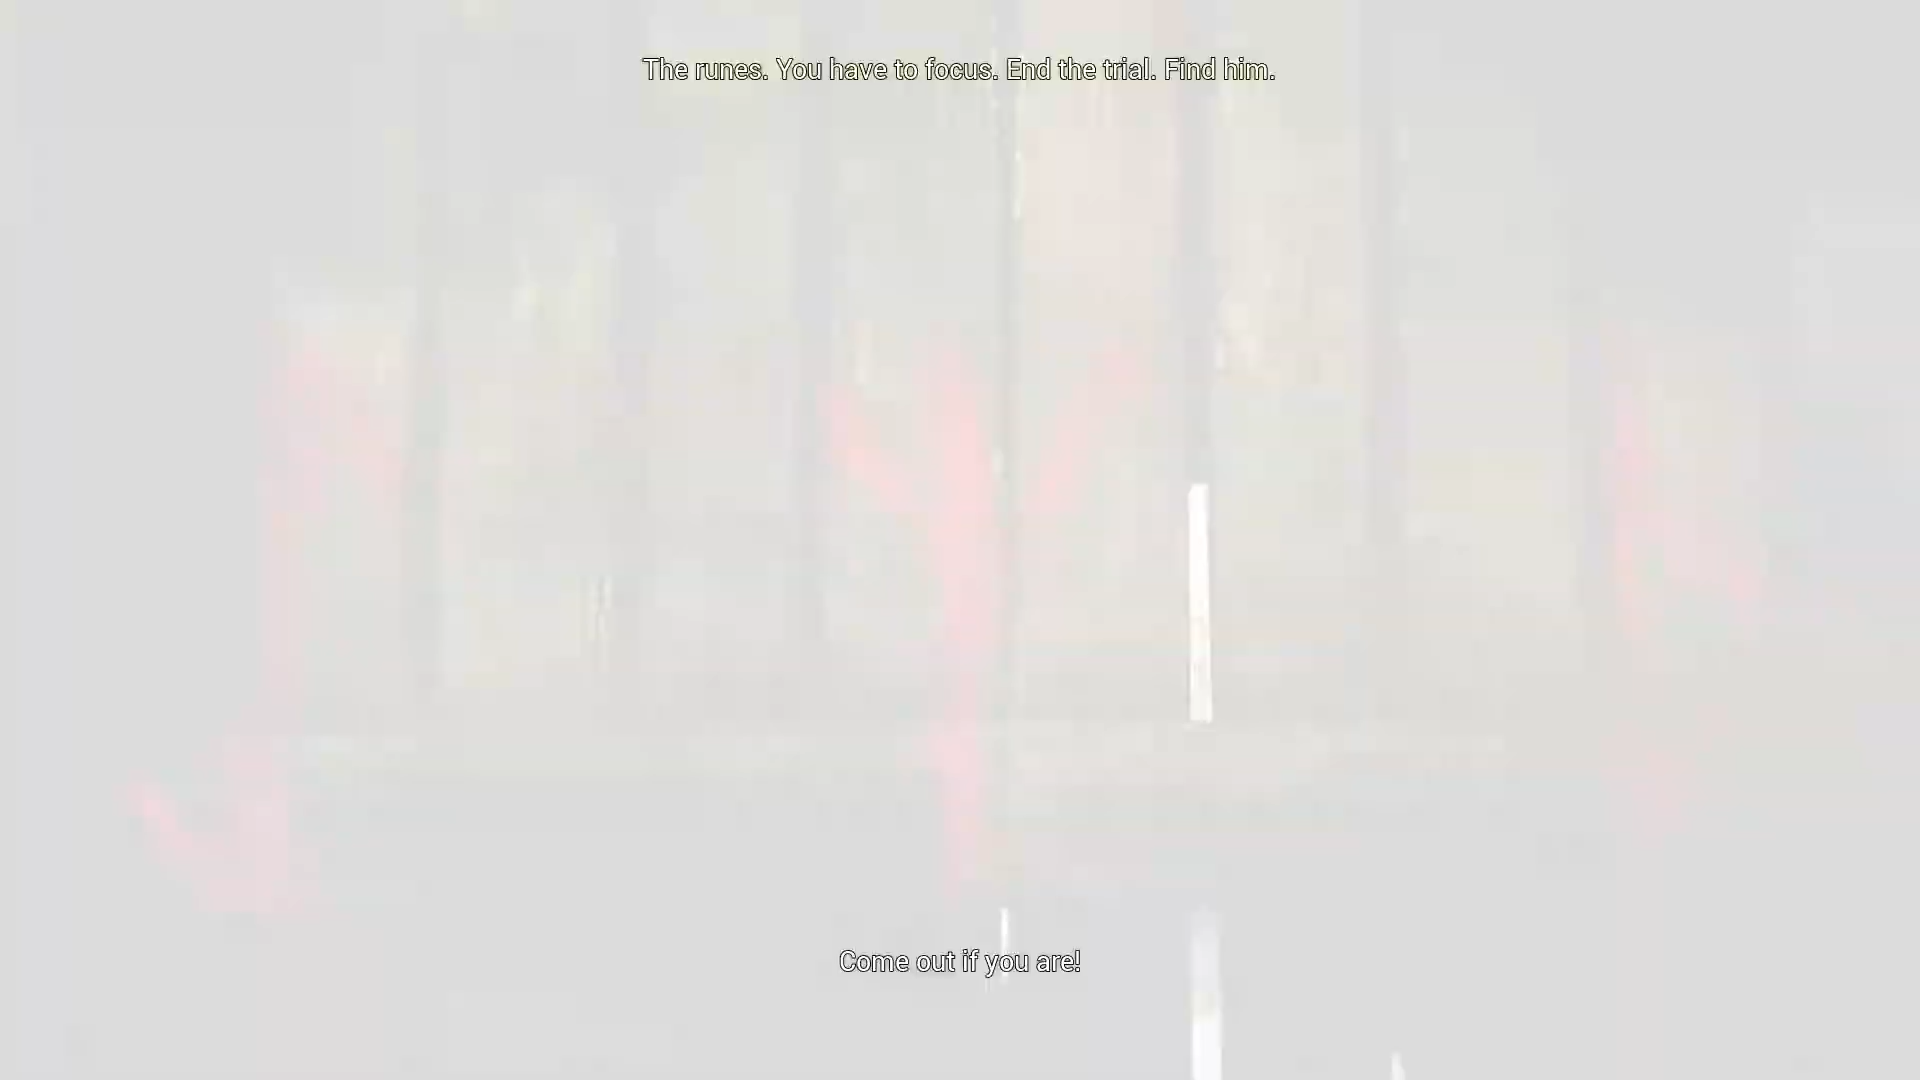 The runes. You have to focus. End the trial. Find him.
Come out if you are!